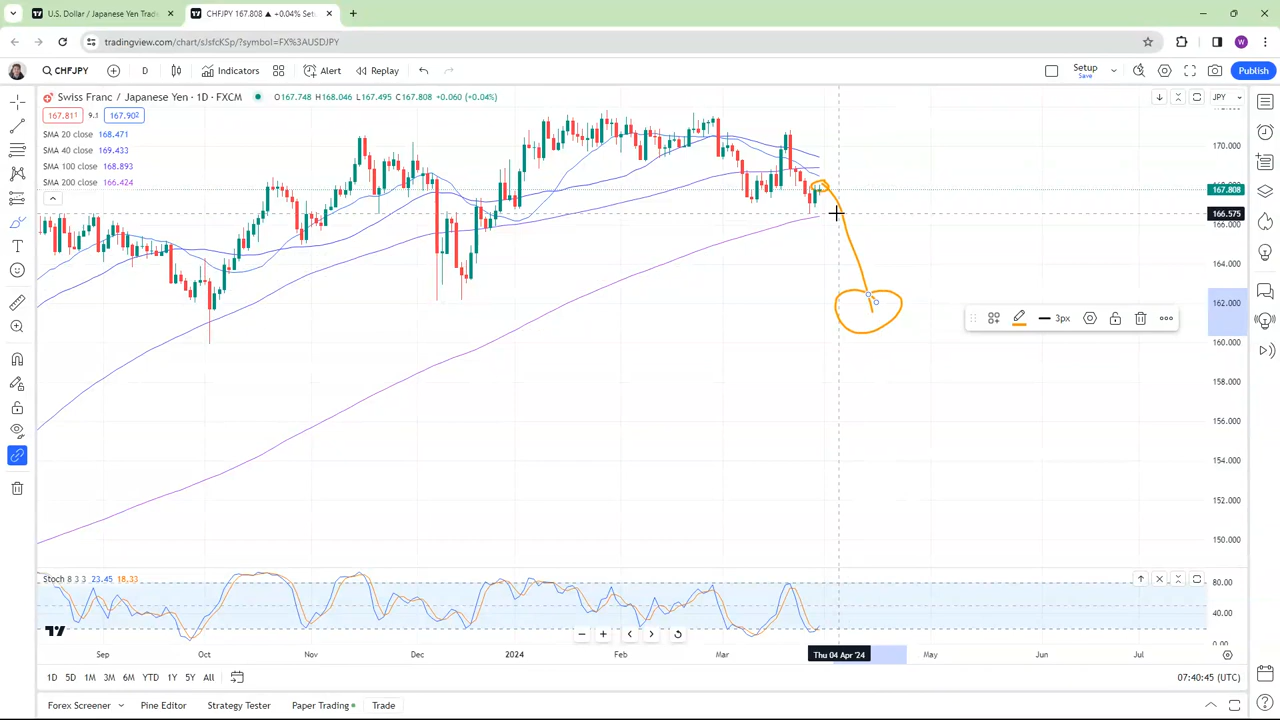 U.S. Dollar / Japanese Yen Trad
CHFJPY 167.808 ▲ +0.04% Set
tradingview.com/chart/sJsfcKSp/?symbol=FX%3AUSDJPY
W
CHFJPY
D
Indicators
Alert
Replay
Setup
Save
Publish
Swiss Franc / Japanese Yen · 1D · FXCM
O167.748 H168.046 L167.495 C167.808 +0.060 (+0.04%)
JPY
167.811
9.1
167.902
SMA 20 close 168.471
SMA 40 close 169.433
SMA 100 close 168.893
SMA 200 close 166.424
170.000
167.808
166.575
166.000
164.000
162.000
160.000
158.000
156.000
154.000
152.000
150.000
3px
Stoch 8 3 3 23.45 18.33
80.00
40.00
0.00
Sep
Oct
Nov
Dec
2024
Feb
Mar
Thu 04 Apr '24
May
Jun
Jul
1D 5D 1M 3M 6M YTD 1Y 5Y All
07:40:45 (UTC)
Forex Screener
Pine Editor
Strategy Tester
Paper Trading
Trade